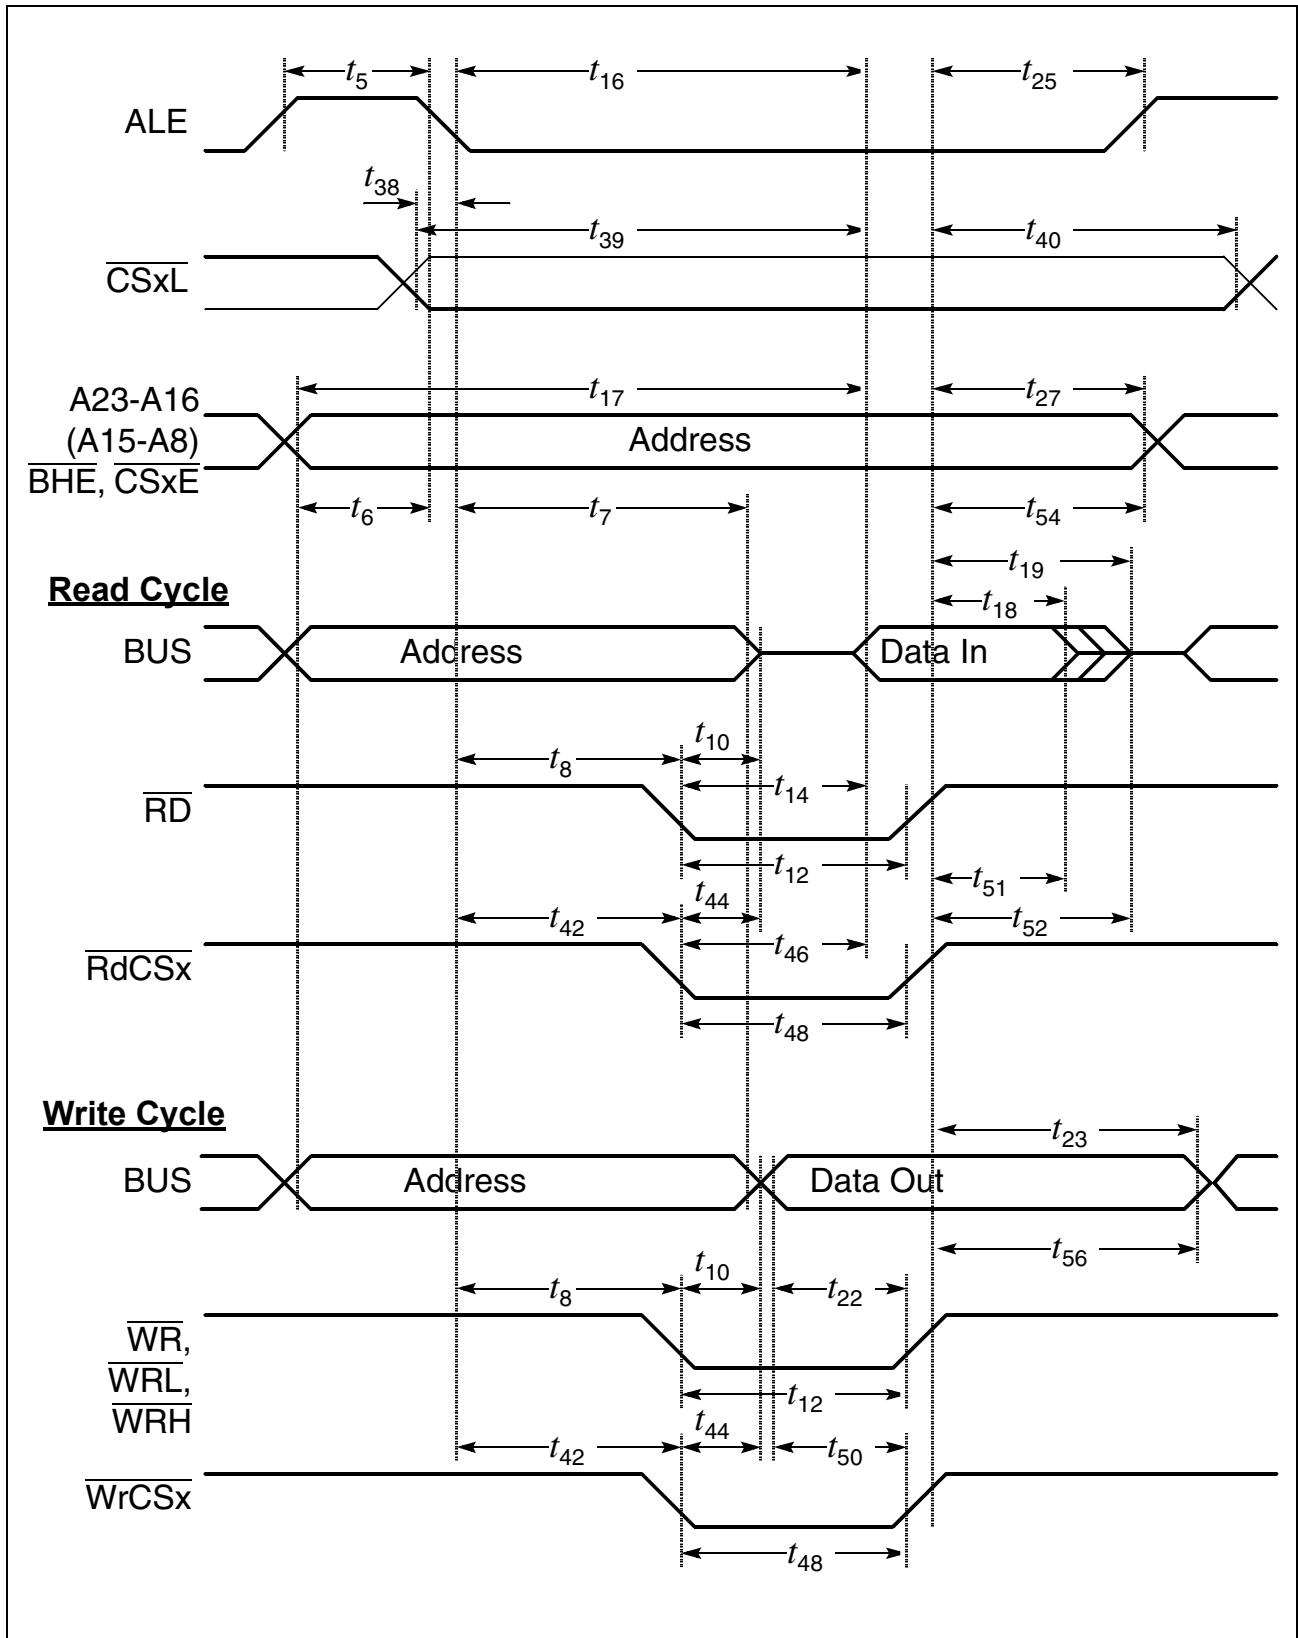 t5 t16 t25
ALE
t38
t39 t40
CSxL
t17 t27
A23-A16
(A15-A8) Address
BHE, CSxE
t6 t7 t54
t19
Read Cycle
t18
BUS Address Data In
t10
t8
t14
RD
t12
t51
t44
t42 t52
t46
RdCSx
t48
Write Cycle
t23
BUS Address Data Out
t56
t10
t8 t22
WR,
WRL,
t12
WRH
t44
t42 t50
WrCSx
t48